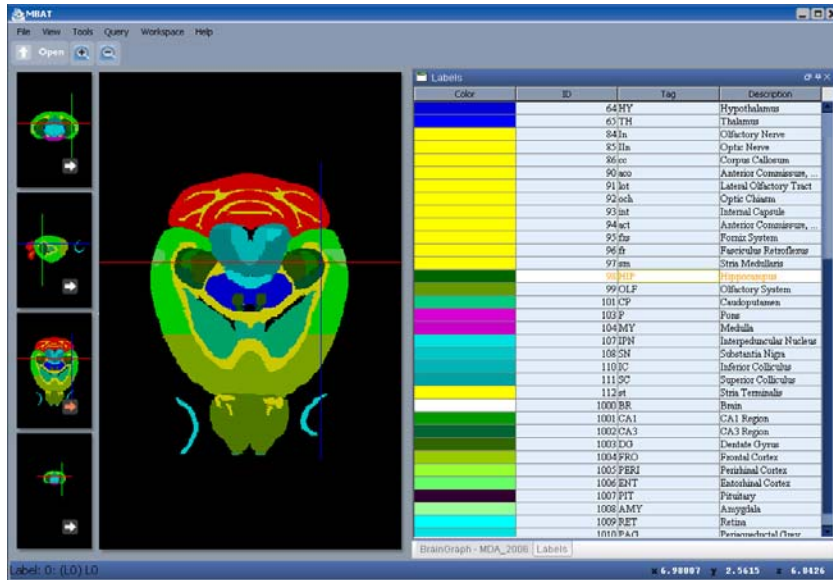 MBAT
File View Tools Query Workspace Help
Open
Labels
Color ID Tag Description
64 HY Hypothalamus
65 TH Thalamus
84 In Olfactory Nerve
85 IIn Optic Nerve
86 cc Corpus Callosum
90 aco Anterior Commissure, ...
91 lot Lateral Olfactory Tract
92 och Optic Chiasm
93 int Internal Capsule
94 act Anterior Commissure, ...
95 fxs Fornix System
96 fr Fasciculus Retroflexus
97 sm Stria Medullaris
98 HIP Hippocampus
99 OLF Olfactory System
101 CP Caudoputamen
103 P Pons
104 MY Medulla
107 IPN Interpeduncular Nucleus
108 SN Substantia Nigra
110 IC Inferior Colliculus
111 SC Superior Colliculus
112 st Stria Terminalis
1000 BR Brain
1001 CA1 CA1 Region
1002 CA3 CA3 Region
1003 DG Dentate Gyrus
1004 FRO Frontal Cortex
1005 PERI Perirhinal Cortex
1006 ENT Entorhinal Cortex
1007 PIT Pituitary
1008 AMY Amygdala
1009 RET Retina
1010 PAG Periaqueductal Grey
BrainGraph - MDA_2006 Labels
Label: 0: (L0) L0 x 6.98007 y 2.5615 z 6.0426